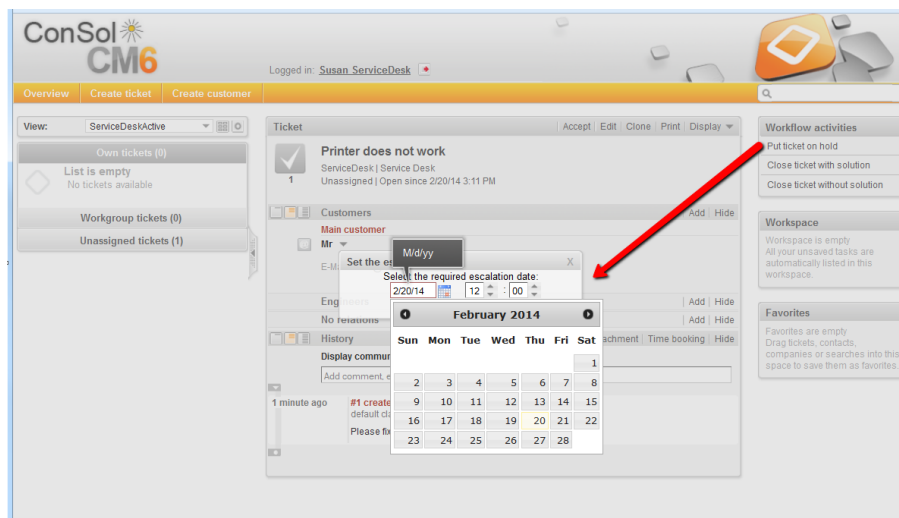 ConSol
CM6
Logged in: Susan ServiceDesk
Overview Create ticket Create customer
View: ServiceDeskActive
Own tickets (0)
List is empty
No tickets available
Workgroup tickets (0)
Unassigned tickets (1)
Ticket
Accept | Edit | Clone | Print | Display
Printer does not work
ServiceDesk | Service Desk
Unassigned | Open since 2/20/14 3:11 PM
1
Customers
Add | Hide
Main customer
Mr
M/d/yy
Set the es
X
Select the required escalation date:
2/20/14 12 : 00
Add | Hide
No relations
Add | Hide
February 2014
Sun Mon Tue Wed Thu Fri Sat
1
2 3 4 5 6 7 8
9 10 11 12 13 14 15
16 17 18 19 20 21 22
23 24 25 26 27 28
History
achment | Time booking | Hide
Display commun
Add comment, e
1 minute ago
#1 create
default cla
Please fix
Workflow activities
Put ticket on hold
Close ticket with solution
Close ticket without solution
Workspace
Workspace is empty
All your unsaved tasks are
automatically listed in this
workspace.
Favorites
Favorites are empty
Drag tickets, contacts,
companies or searches into this
space to save them as favorites.